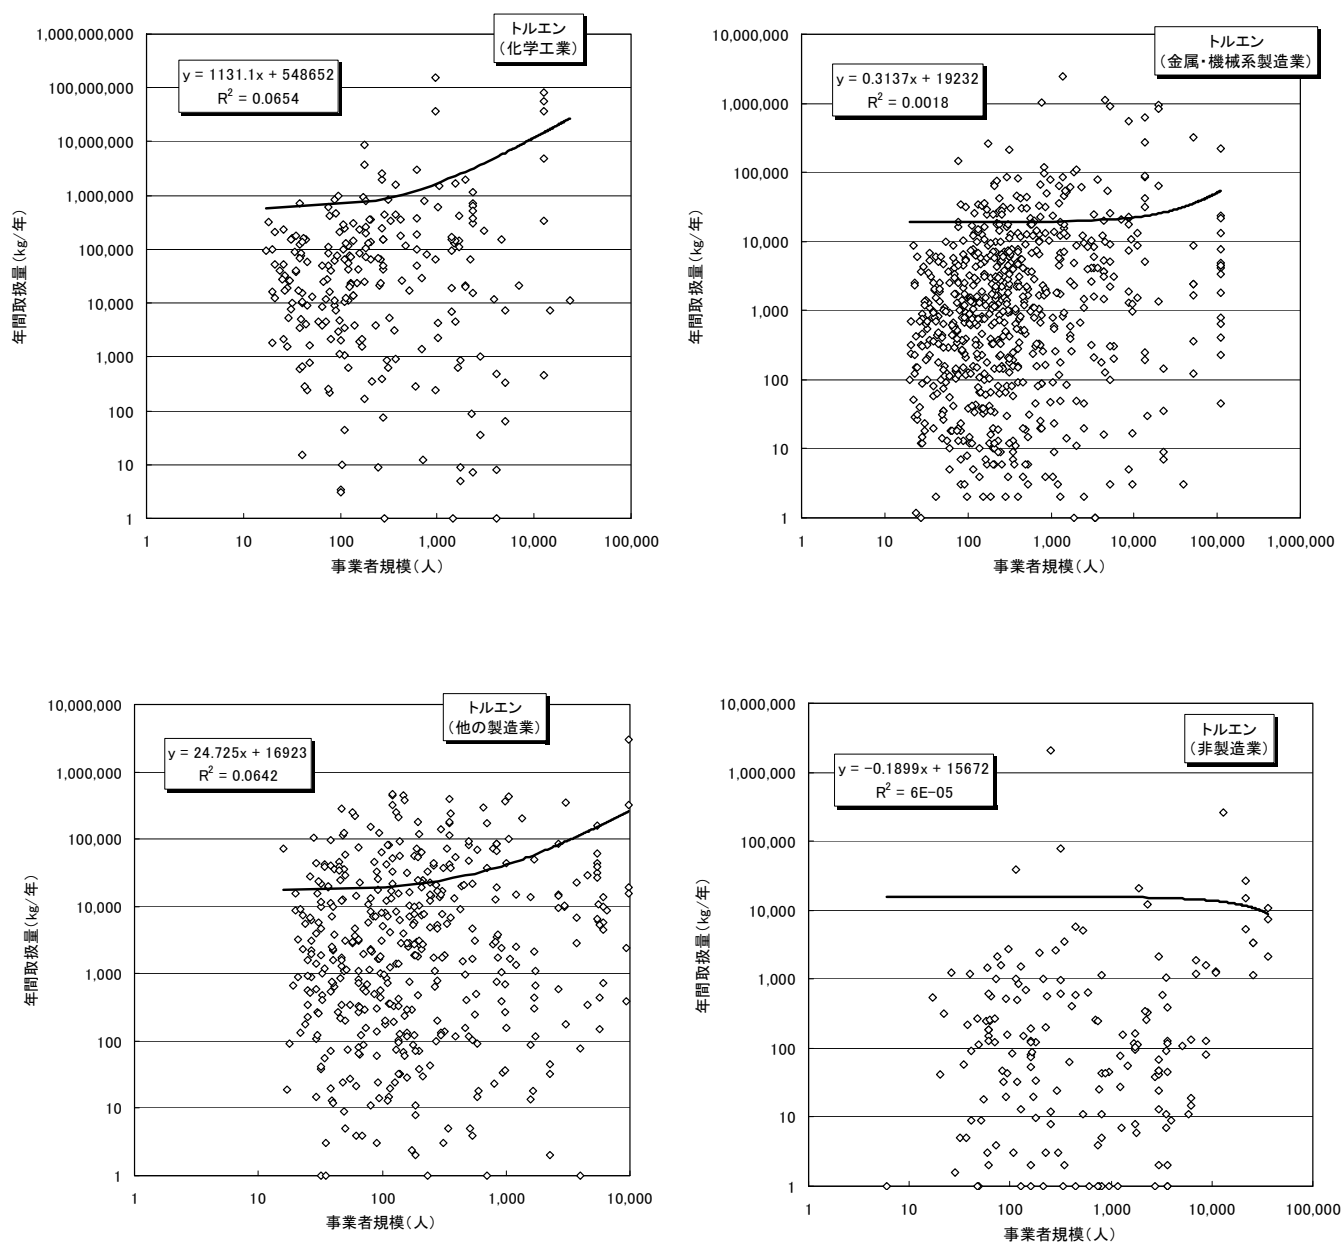 トルエン
(化学工業)
y = 1131.1x + 548652
R² = 0.0654
1,000,000,000
100,000,000
10,000,000
1,000,000
100,000
10,000
1,000
100
10
1
年間取扱量(kg/年)
1 10 100 1,000 10,000 100,000
事業者規模(人)
トルエン
(金属・機械系製造業)
y = 0.3137x + 19232
R² = 0.0018
10,000,000
1,000,000
100,000
10,000
1,000
100
10
1
年間取扱量(kg/年)
1 10 100 1,000 10,000 100,000 1,000,000
事業者規模(人)
トルエン
(他の製造業)
y = 24.725x + 16923
R² = 0.0642
10,000,000
1,000,000
100,000
10,000
1,000
100
10
1
年間取扱量(kg/年)
1 10 100 1,000 10,000
事業者規模(人)
トルエン
(非製造業)
y = -0.1899x + 15672
R² = 6E-05
10,000,000
1,000,000
100,000
10,000
1,000
100
10
1
年間取扱量(kg/年)
1 10 100 1,000 10,000 100,000
事業者規模(人)